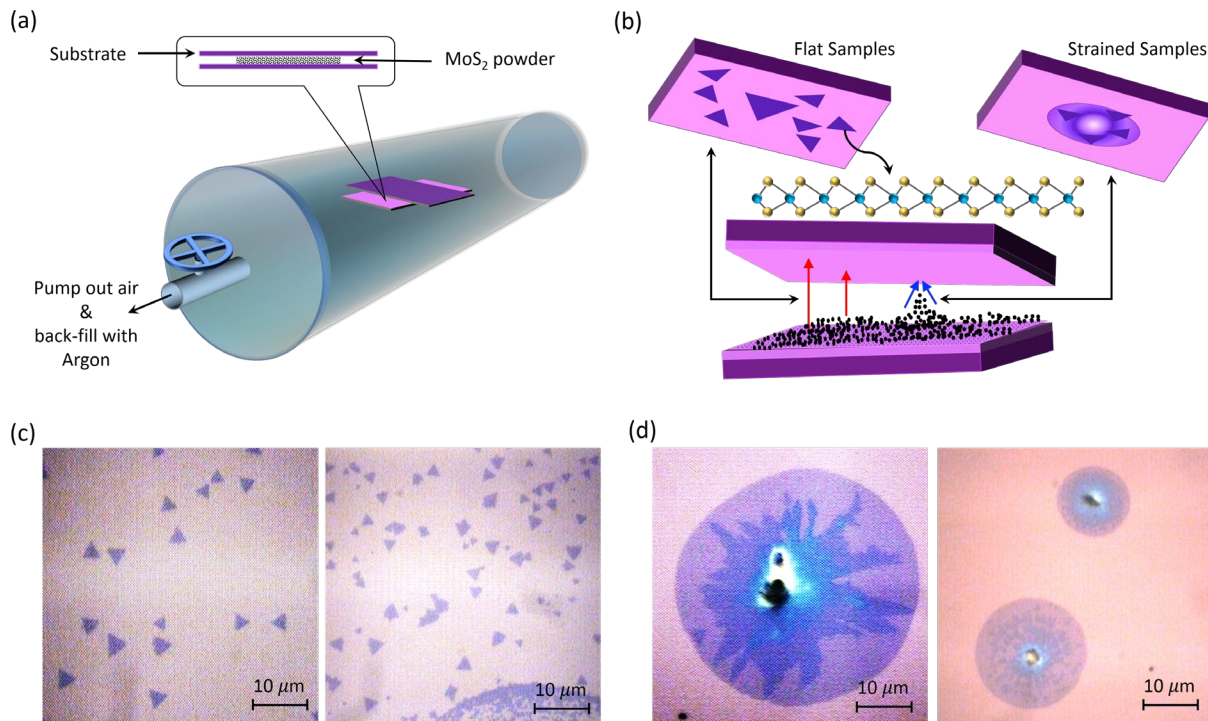 (a)
Substrate
MoS₂ powder
Pump out air
&
back-fill with
Argon
(b)
Flat Samples
Strained Samples
(c)
10 μm
10 μm
(d)
10 μm
10 μm